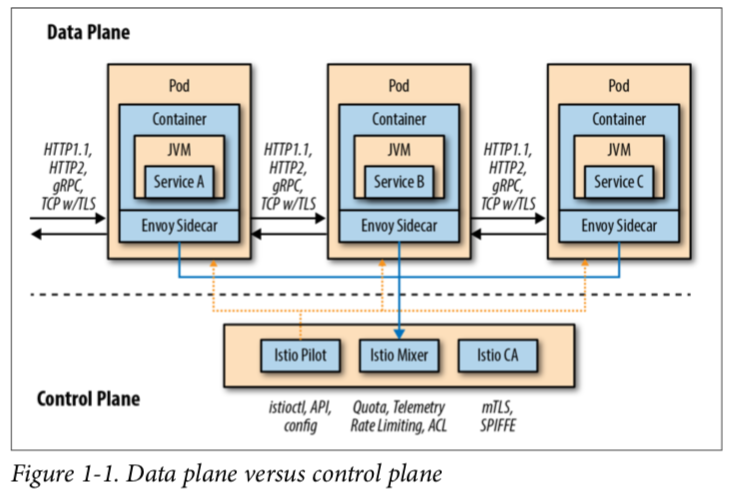 Data Plane
Pod
Container
JVM
Service A
Envoy Sidecar
Pod
Container
JVM
Service B
Envoy Sidecar
Pod
Container
JVM
Service C
Envoy Sidecar
HTTP1.1,
HTTP2,
gRPC,
TCP w/TLS
HTTP1.1,
HTTP2,
gRPC,
TCP w/TLS
HTTP1.1,
HTTP2,
gRPC,
TCP w/TLS
Istio Pilot
Istio Mixer
Istio CA
Control Plane
istioctl, API,
config
Quota, Telemetry
Rate Limiting, ACL
mTLS,
SPIFFE
Figure 1-1. Data plane versus control plane